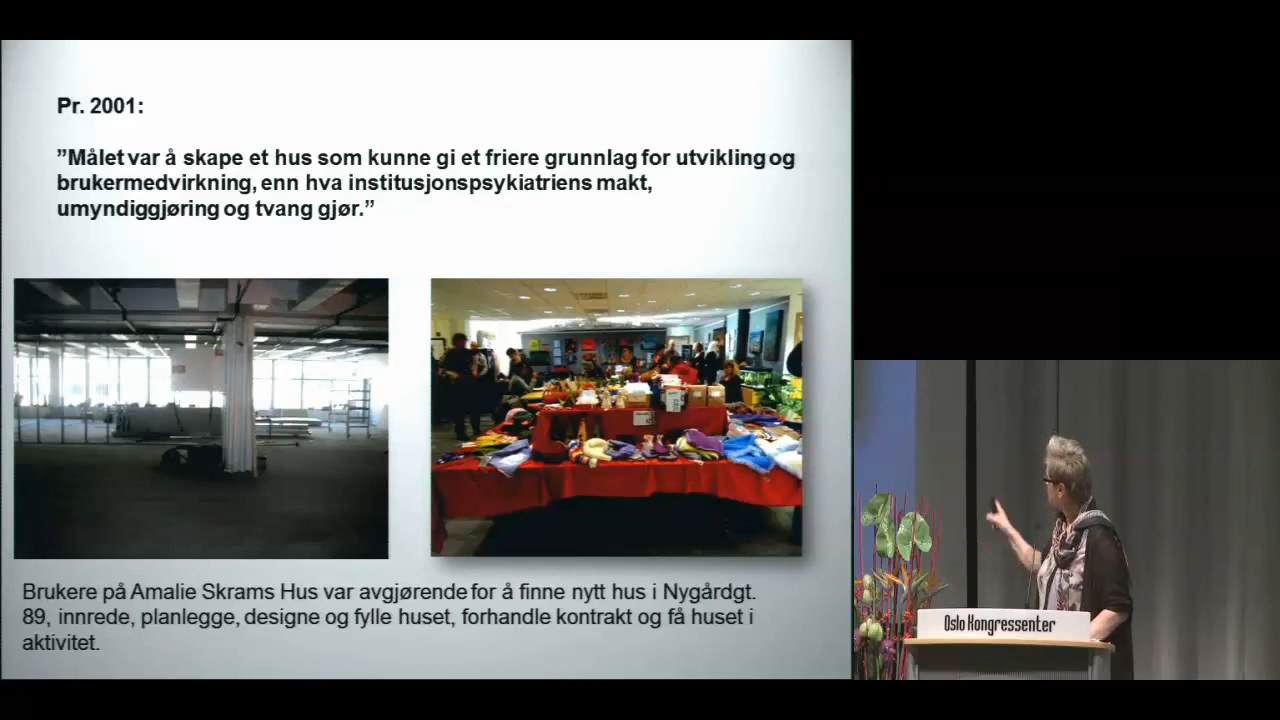 Pr. 2001:
”Målet var å skape et hus som kunne gi et friere grunnlag for utvikling og
brukermedvirkning, enn hva institusjonspsykiatriens makt,
umyndiggjøring og tvang gjør.”
Brukere på Amalie Skrams Hus var avgjørende for å finne nytt hus i Nygårdgt.
89, innrede, planlegge, designe og fylle huset, forhandle kontrakt og få huset i
aktivitet.
Oslo Kongressenter